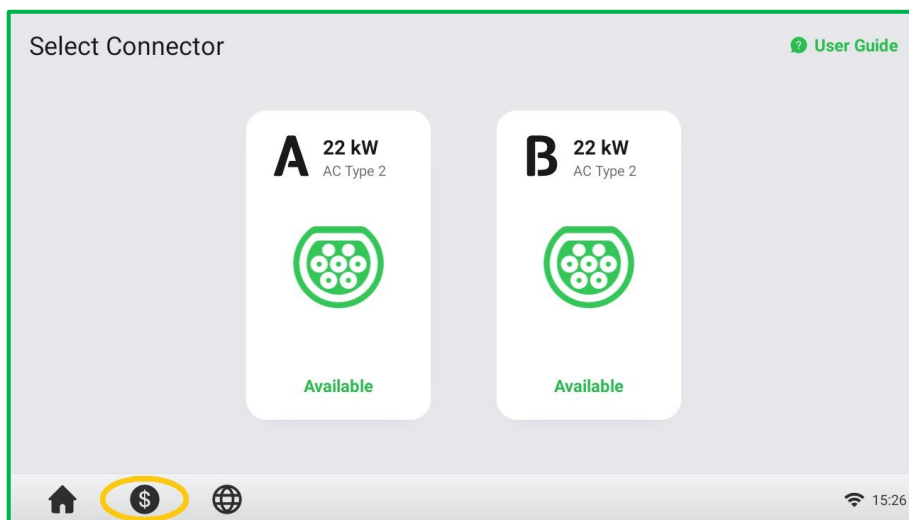 Select Connector
User Guide
A 22 kW
AC Type 2
Available
B 22 kW
AC Type 2
Available
$
15:26